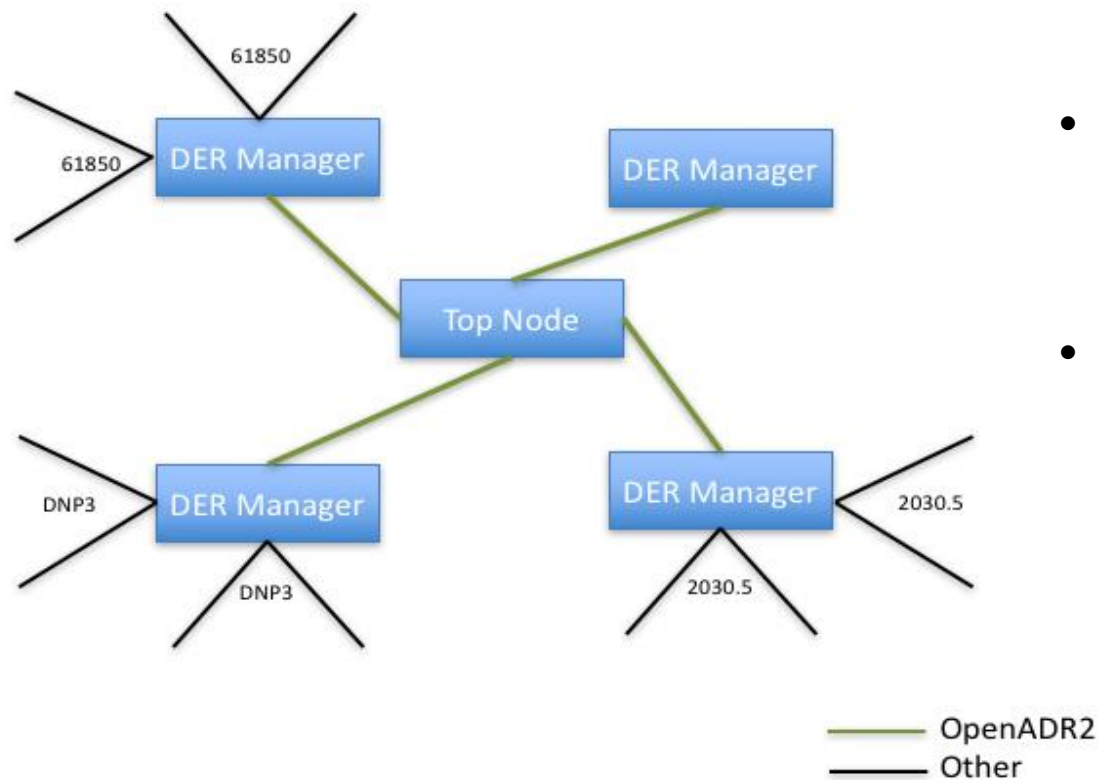 61850
61850
DER Manager
DER Manager
Top Node
DNP3
DER Manager
DNP3
DER Manager
2030.5
2030.5
OpenADR2
Other